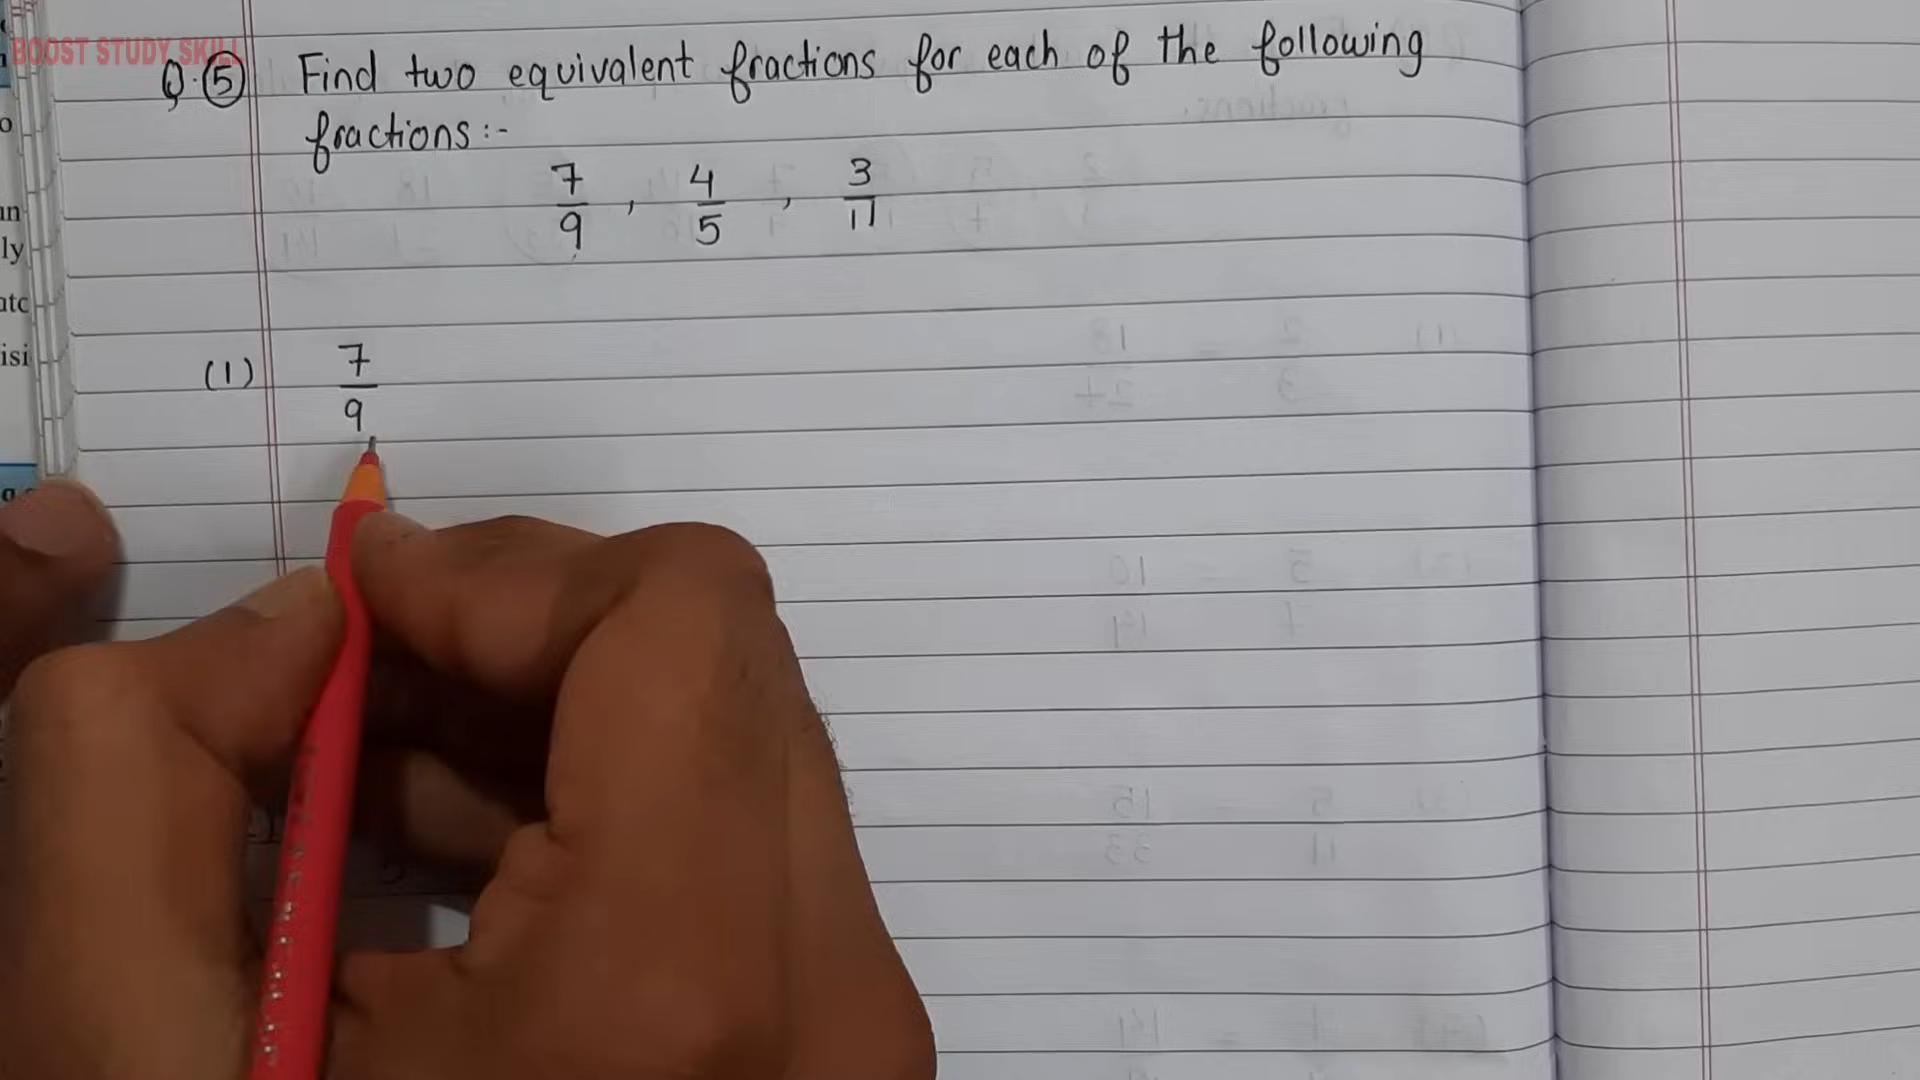 BOOST STUDY SKILL
Q.(5) Find two equivalent fractions for each of the following
fractions :-
7/9 , 4/5 , 3/11
(1) 7/9